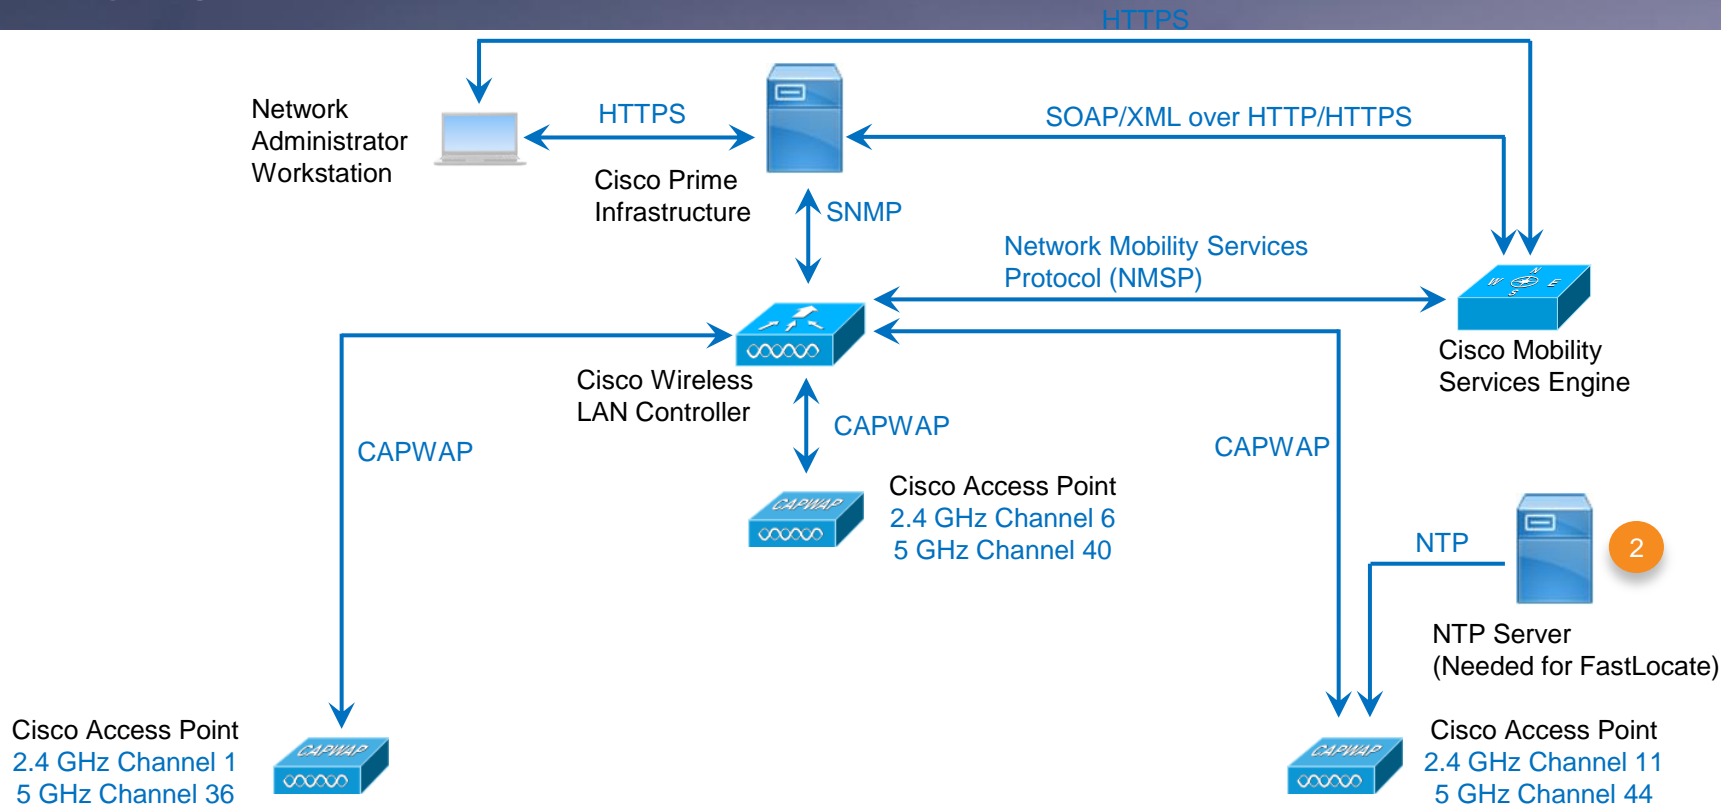 HTTPS
Network
Administrator
Workstation
HTTPS
SOAP/XML over HTTP/HTTPS
Cisco Prime
Infrastructure
SNMP
Network Mobility Services
Protocol (NMSP)
N
W
E
S
Cisco Mobility
Services Engine
Cisco Wireless
LAN Controller
CAPWAP
CAPWAP
CAPWAP
CAPWAP
Cisco Access Point
2.4 GHz Channel 6
5 GHz Channel 40
NTP
2
NTP Server
(Needed for FastLocate)
Cisco Access Point
2.4 GHz Channel 1
5 GHz Channel 36
CAPWAP
CAPWAP
Cisco Access Point
2.4 GHz Channel 11
5 GHz Channel 44